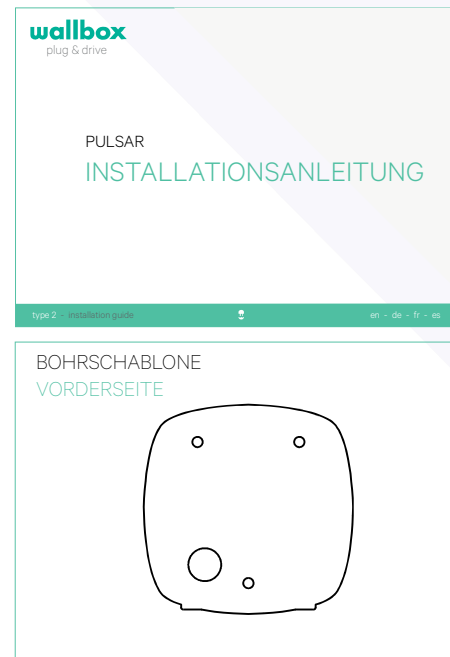 wallbox
plug & drive
PULSAR
INSTALLATIONSANLEITUNG
type 2 - installation guide
en - de - fr - es
BOHRSCHABLONE
VORDERSEITE